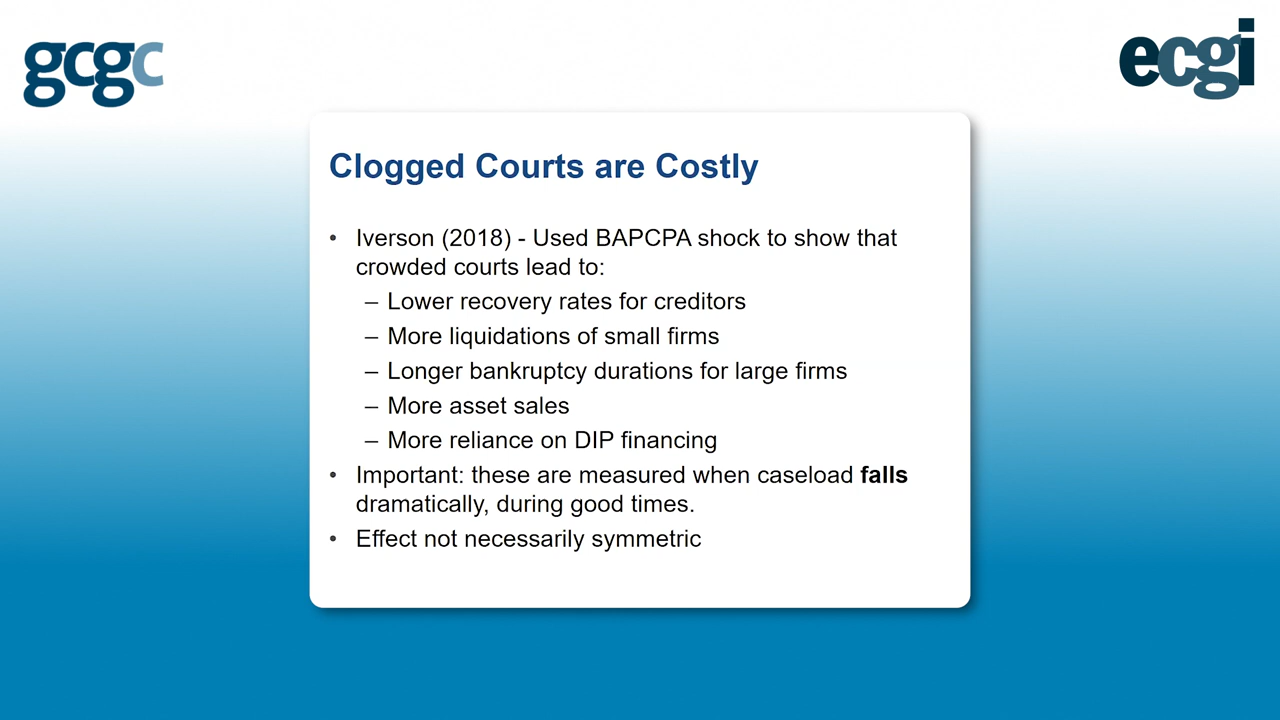 gcgc
ecgi
Clogged Courts are Costly
• Iverson (2018) - Used BAPCPA shock to show that
crowded courts lead to:
– Lower recovery rates for creditors
– More liquidations of small firms
– Longer bankruptcy durations for large firms
– More asset sales
– More reliance on DIP financing
• Important: these are measured when caseload falls
dramatically, during good times.
• Effect not necessarily symmetric